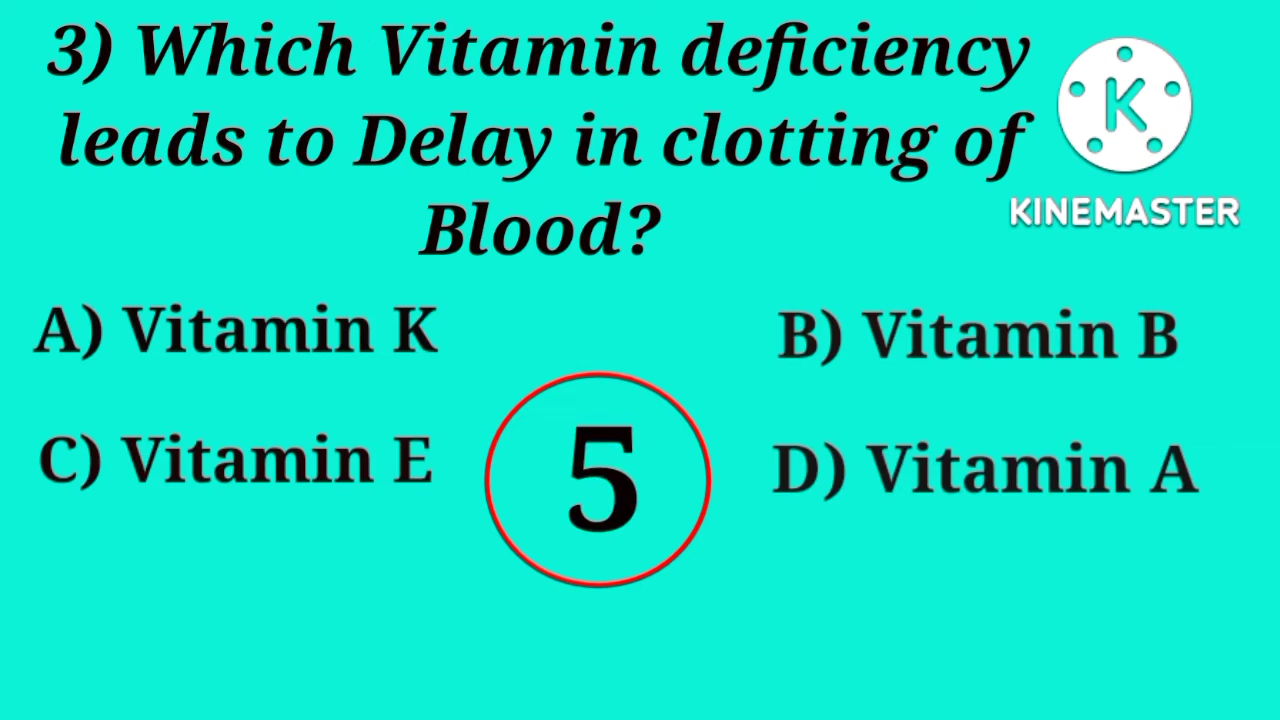 3) Which Vitamin deficiency
leads to Delay in clotting of
Blood?
K
KINEMASTER
A) Vitamin K
B) Vitamin B
C) Vitamin E
5
D) Vitamin A